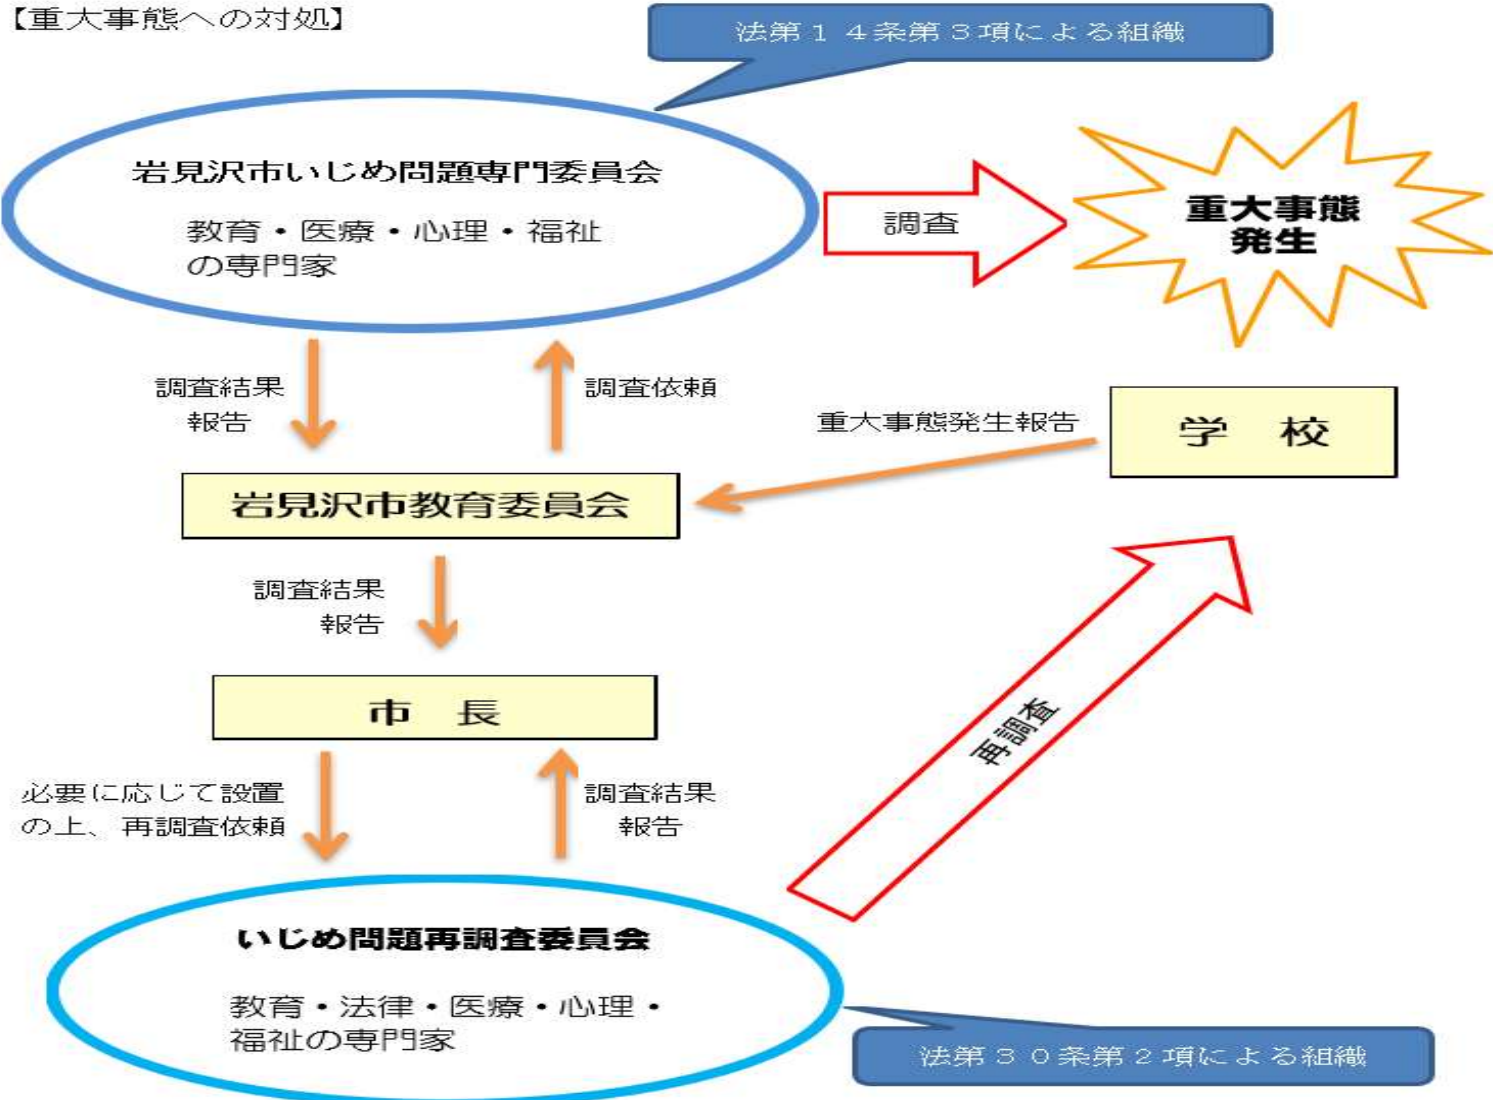 【重大事態への対処】
法第１４条第３項による組織
岩見沢市いじめ問題専門委員会
教育・医療・心理・福祉
の専門家
調査
重大事態
発生
調査結果
報告
調査依頼
重大事態発生報告
学　校
岩見沢市教育委員会
調査結果
報告
市　長
再調査
必要に応じて設置
の上、再調査依頼
調査結果
報告
いじめ問題再調査委員会
教育・法律・医療・心理・
福祉の専門家
法第３０条第２項による組織